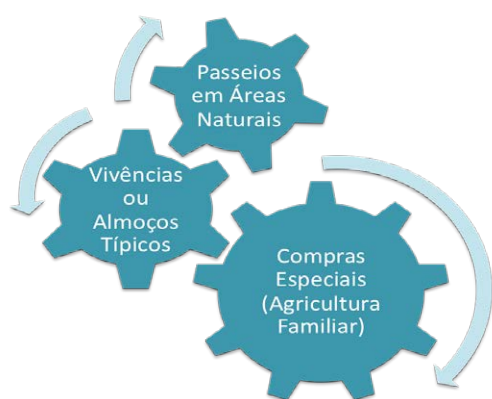 Passeios
em Áreas
Naturais
Vivências
ou
Almoços
Típicos
Compras
Especiais
(Agricultura
Familiar)